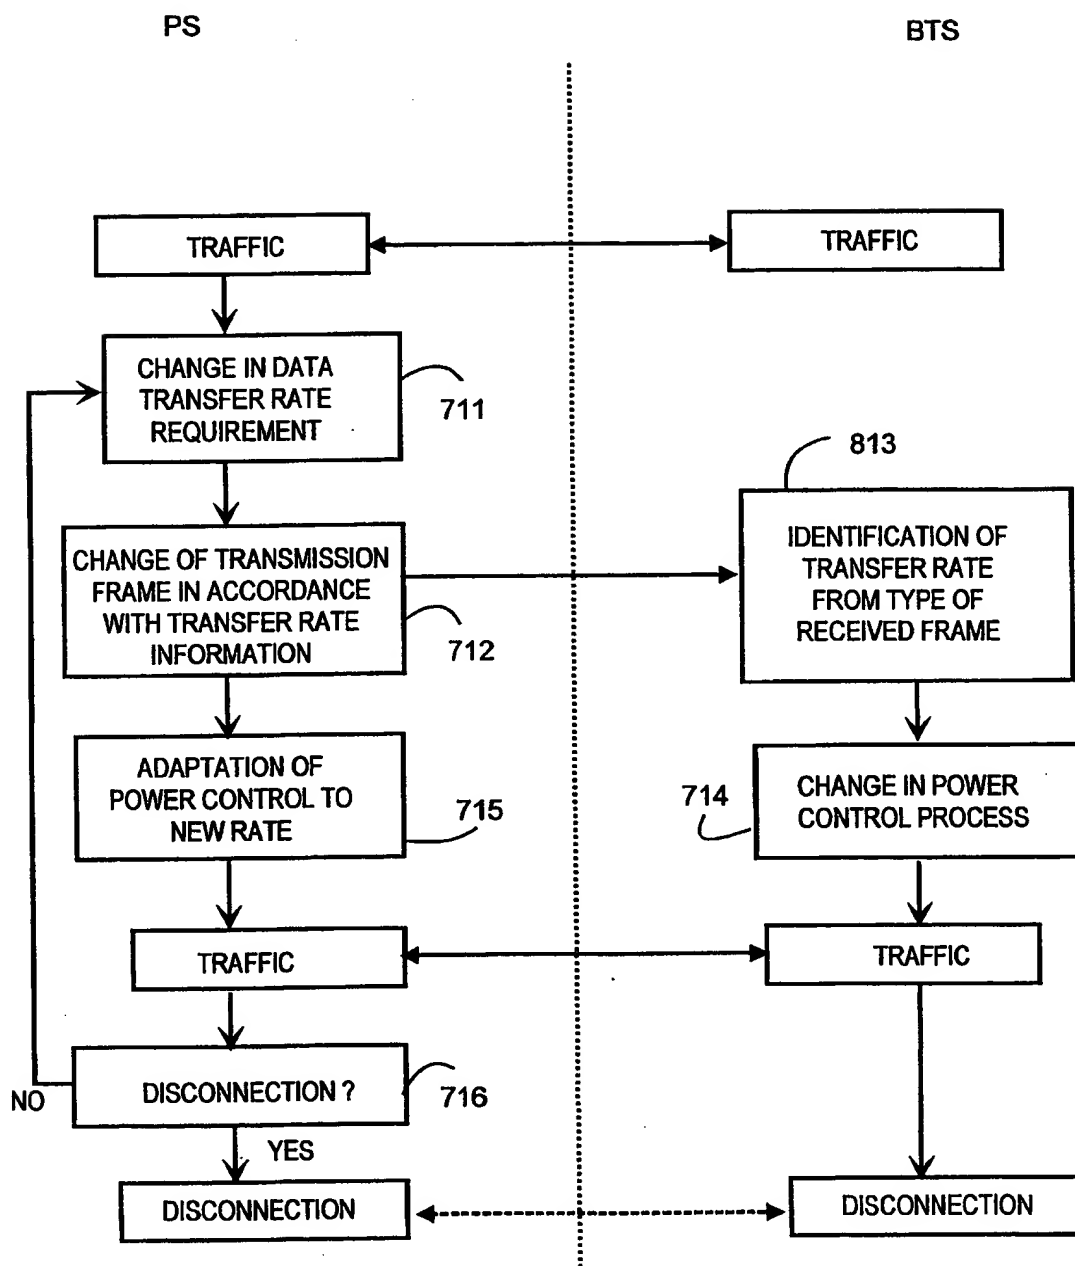 PS
BTS
TRAFFIC
TRAFFIC
CHANGE IN DATA
TRANSFER RATE
REQUIREMENT
711
813
IDENTIFICATION OF
TRANSFER RATE
FROM TYPE OF
RECEIVED FRAME
CHANGE OF TRANSMISSION
FRAME IN ACCORDANCE
WITH TRANSFER RATE
INFORMATION
712
ADAPTATION OF
POWER CONTROL TO
NEW RATE
715
714
CHANGE IN POWER
CONTROL PROCESS
TRAFFIC
TRAFFIC
DISCONNECTION ?
716
NO
YES
DISCONNECTION
DISCONNECTION